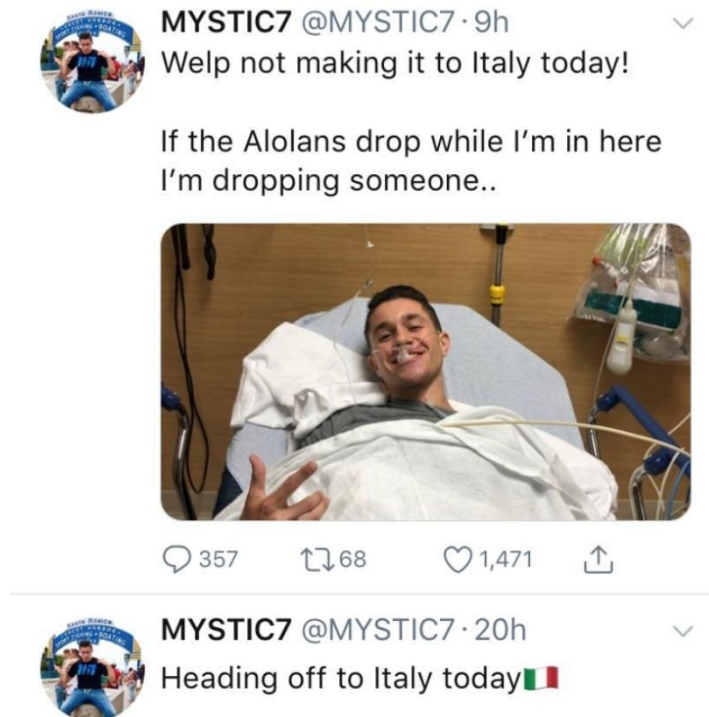 MYSTIC7 @MYSTIC7 · 9h
Welp not making it to Italy today!
If the Alolans drop while I’m in here
I’m dropping someone..
357 68 1,471
MYSTIC7 @MYSTIC7 · 20h
Heading off to Italy today🇮🇹